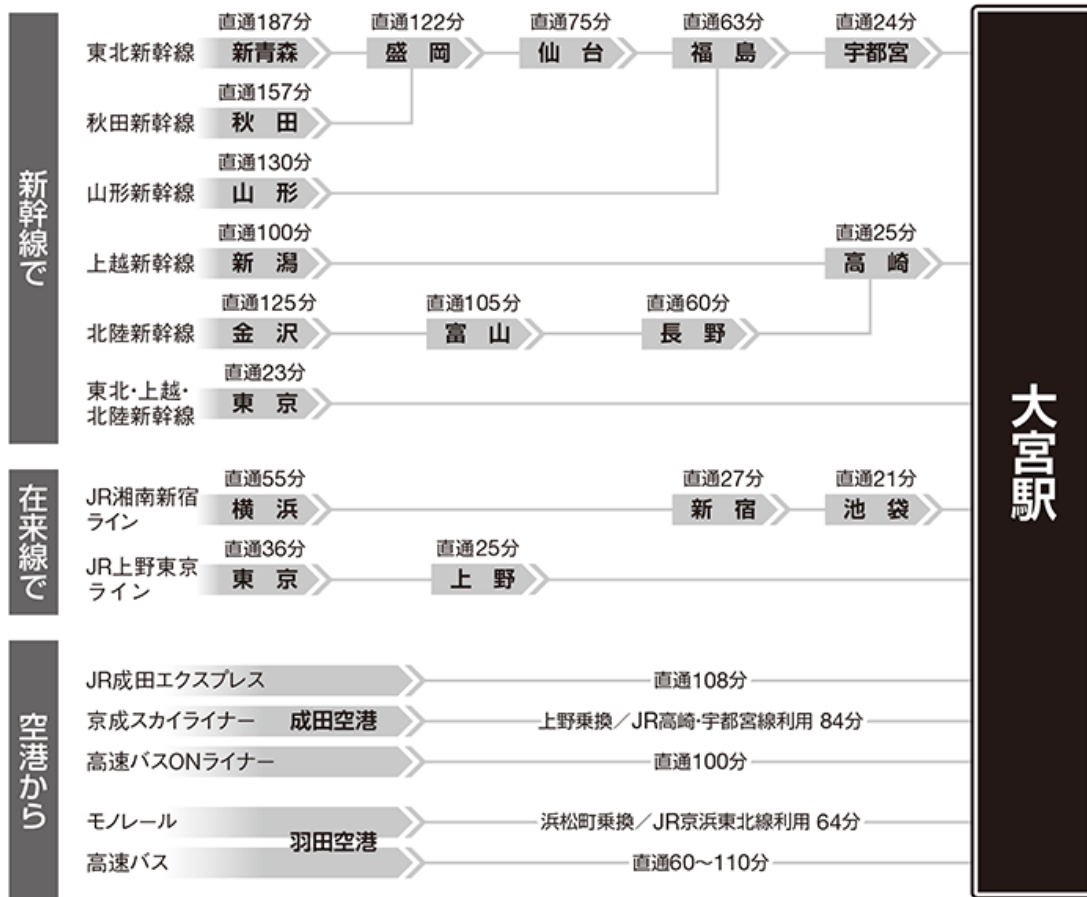 新幹線で
直通187分 直通122分 直通75分 直通63分 直通24分
東北新幹線 新青森 盛岡 仙台 福島 宇都宮
直通157分
秋田新幹線 秋田
直通130分
山形新幹線 山形
直通100分 直通25分
上越新幹線 新潟 高崎
直通125分 直通105分 直通60分
北陸新幹線 金沢 富山 長野
直通23分
東北・上越・
北陸新幹線 東京
在来線で
直通55分 直通27分 直通21分
JR湘南新宿
ライン 横浜 新宿 池袋
直通36分 直通25分
JR上野東京
ライン 東京 上野
空港から
JR成田エクスプレス 直通108分
京成スカイライナー 成田空港 上野乗換／JR高崎・宇都宮線利用 84分
高速バスONライナー 直通100分
モノレール 浜松町乗換／JR京浜東北線利用 64分
羽田空港
高速バス 直通60〜110分
大宮駅